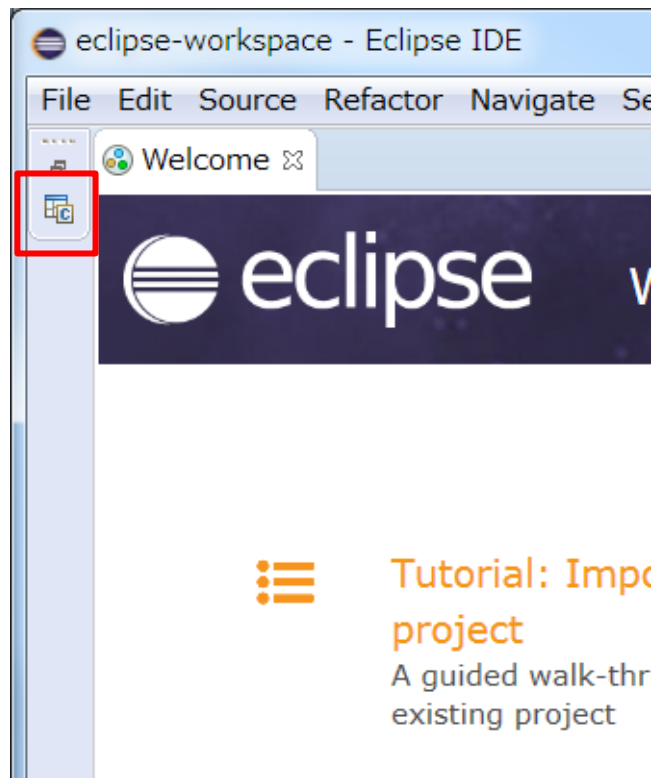 eclipse-workspace - Eclipse IDE
File Edit Source Refactor Navigate Se
Welcome
C
eclipse W
Tutorial: Impo
project
A guided walk-thr
existing project